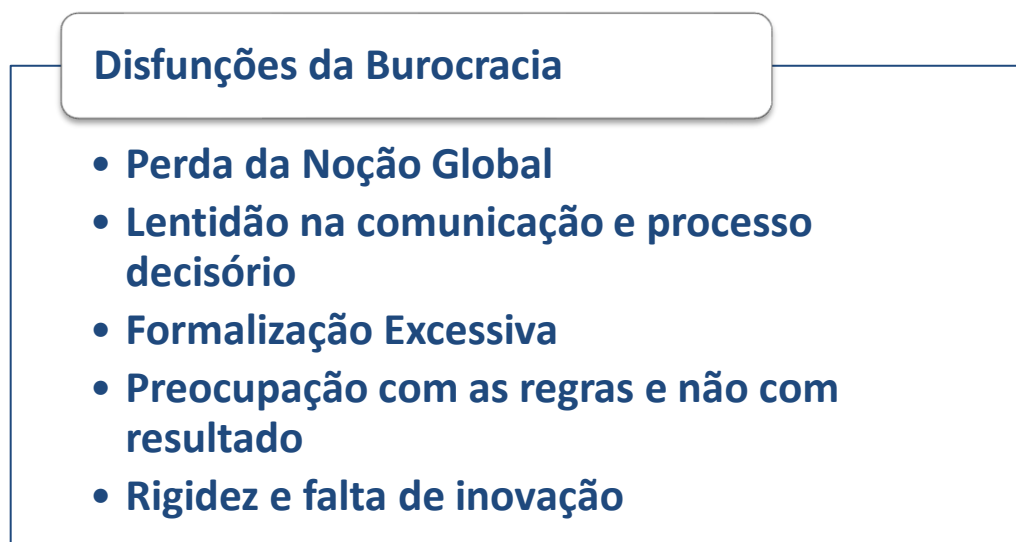 Disfunções da Burocracia
• Perda da Noção Global
• Lentidão na comunicação e processo
decisório
• Formalização Excessiva
• Preocupação com as regras e não com
resultado
• Rigidez e falta de inovação